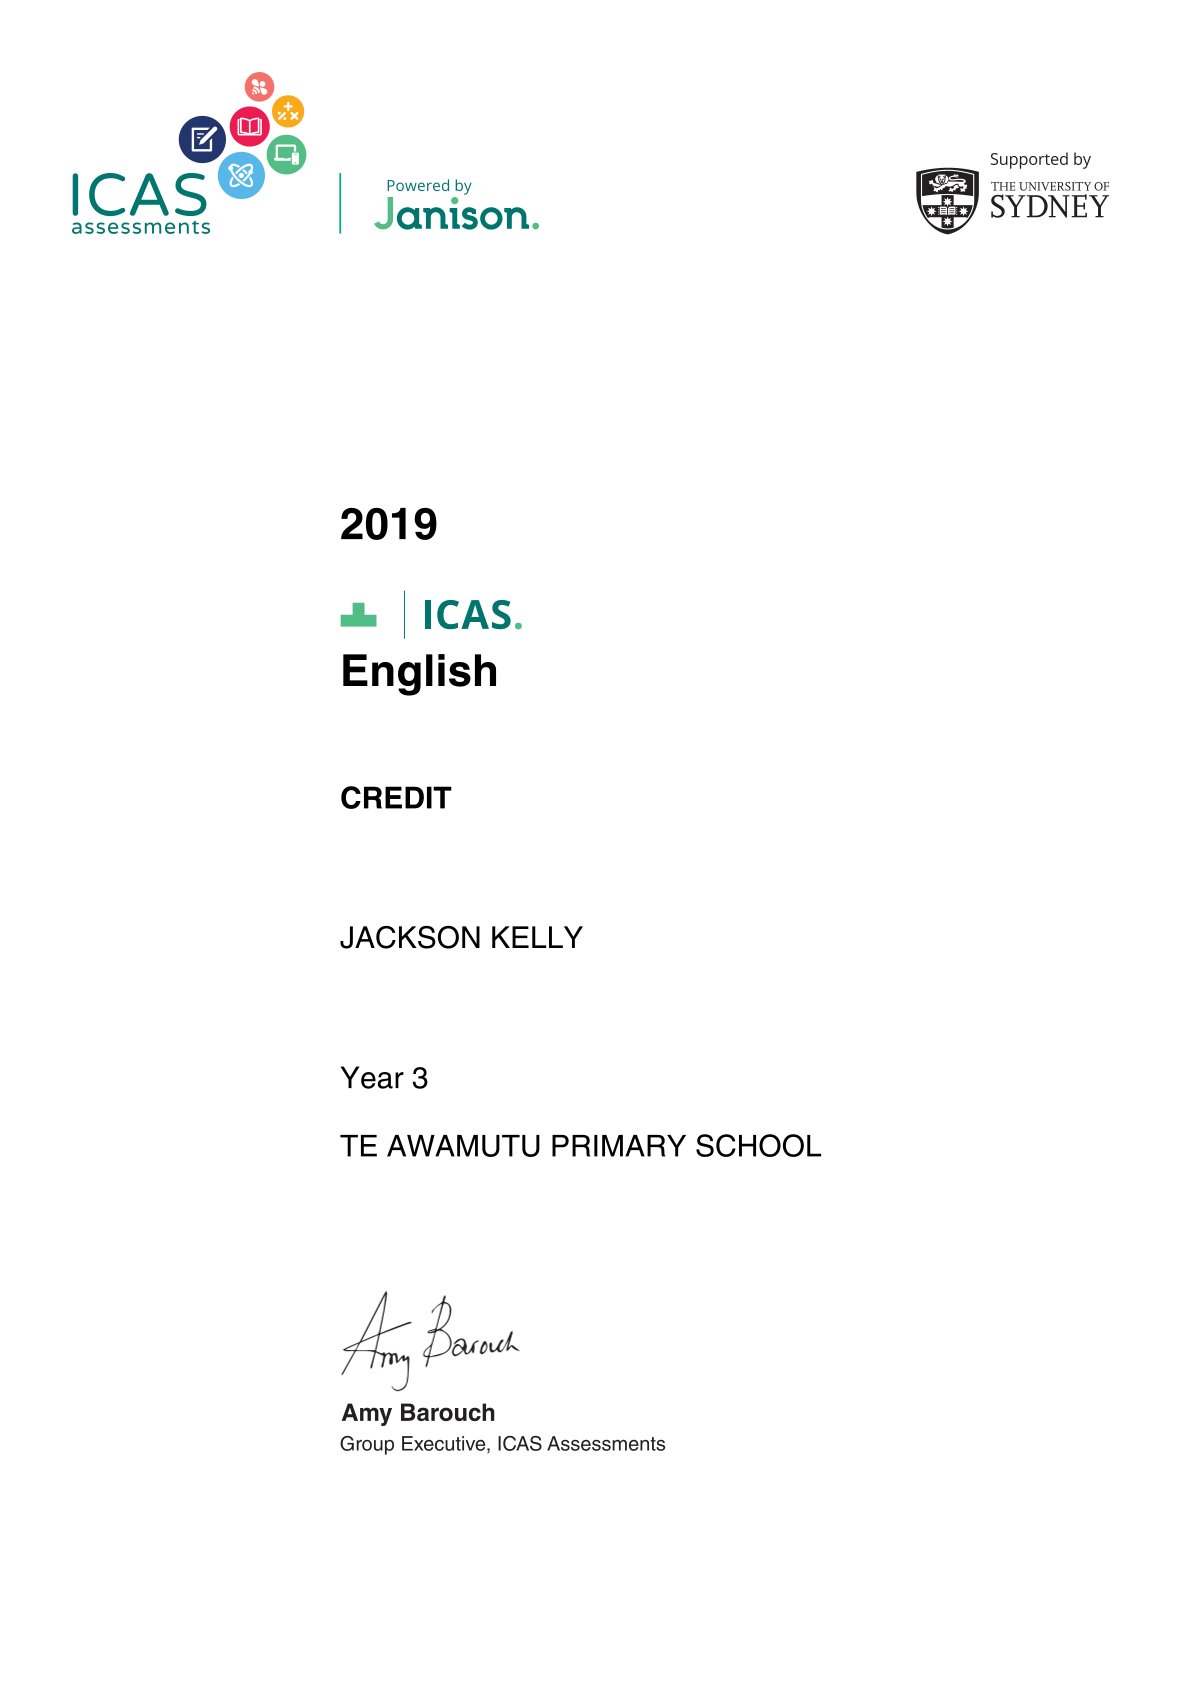 ICAS
assessments
Powered by
Janison.
Supported by
THE UNIVERSITY OF
SYDNEY
2019
ICAS.
English
CREDIT
JACKSON KELLY
Year 3
TE AWAMUTU PRIMARY SCHOOL
Amy Barouch
Amy Barouch
Group Executive, ICAS Assessments